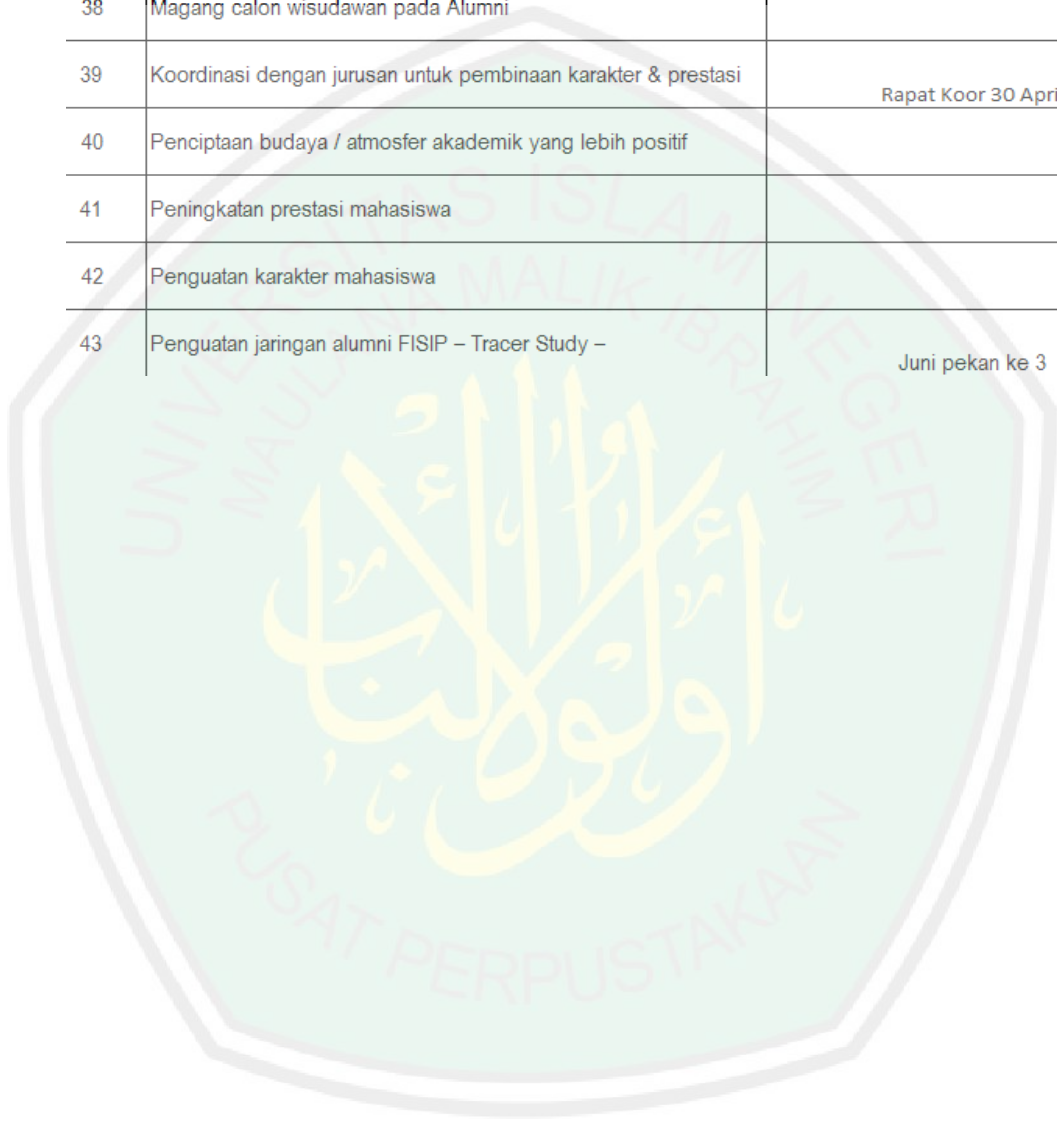 38 Magang calon wisudawan pada Alumni
39 Koordinasi dengan jurusan untuk pembinaan karakter & prestasi
Rapat Koor 30 Apri
40 Penciptaan budaya / atmosfer akademik yang lebih positif
41 Peningkatan prestasi mahasiswa
42 Penguatan karakter mahasiswa
43 Penguatan jaringan alumni FISIP – Tracer Study –
Juni pekan ke 3
UNIVERSITAS ISLAM NEGERI
MAULANA MALIK IBRAHIM
أولوا الألباب
PUSAT PERPUSTAKAAN